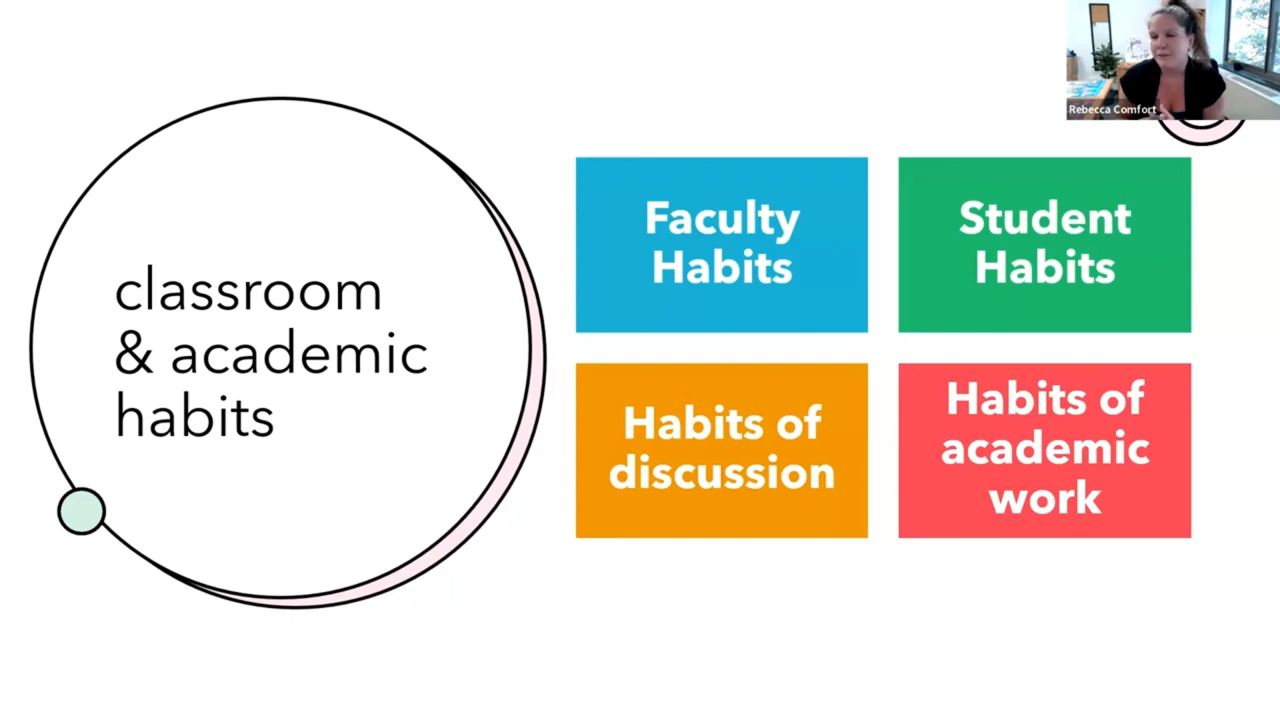 classroom
& academic
habits
Faculty
Habits
Student
Habits
Habits of
discussion
Habits of
academic
work
Rebecca Comfort